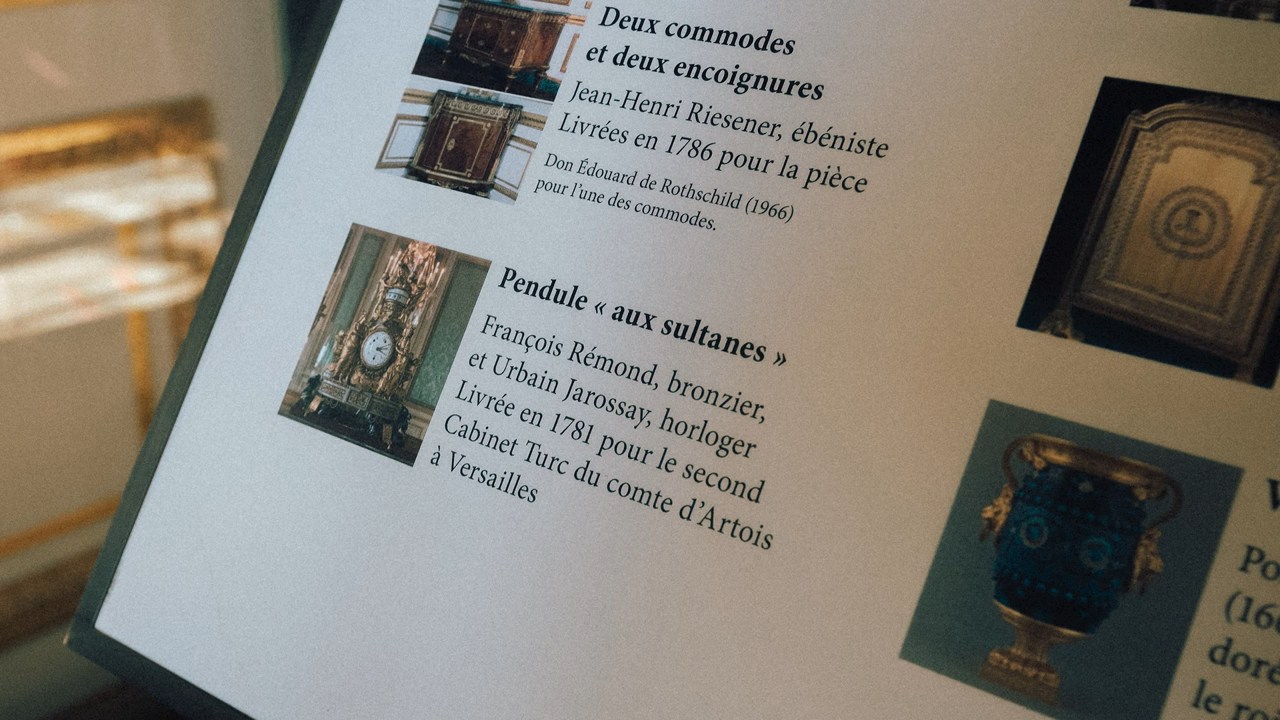 Deux commodes
et deux encoignures
Jean-Henri Riesener, ébéniste
Livrées en 1786 pour la pièce
Don Édouard de Rothschild (1966)
pour l'une des commodes.
Pendule « aux sultanes »
François Rémond, bronzier,
et Urbain Jarossay, horloger
Livrée en 1781 pour le second
Cabinet Turc du comte d'Artois
à Versailles
le